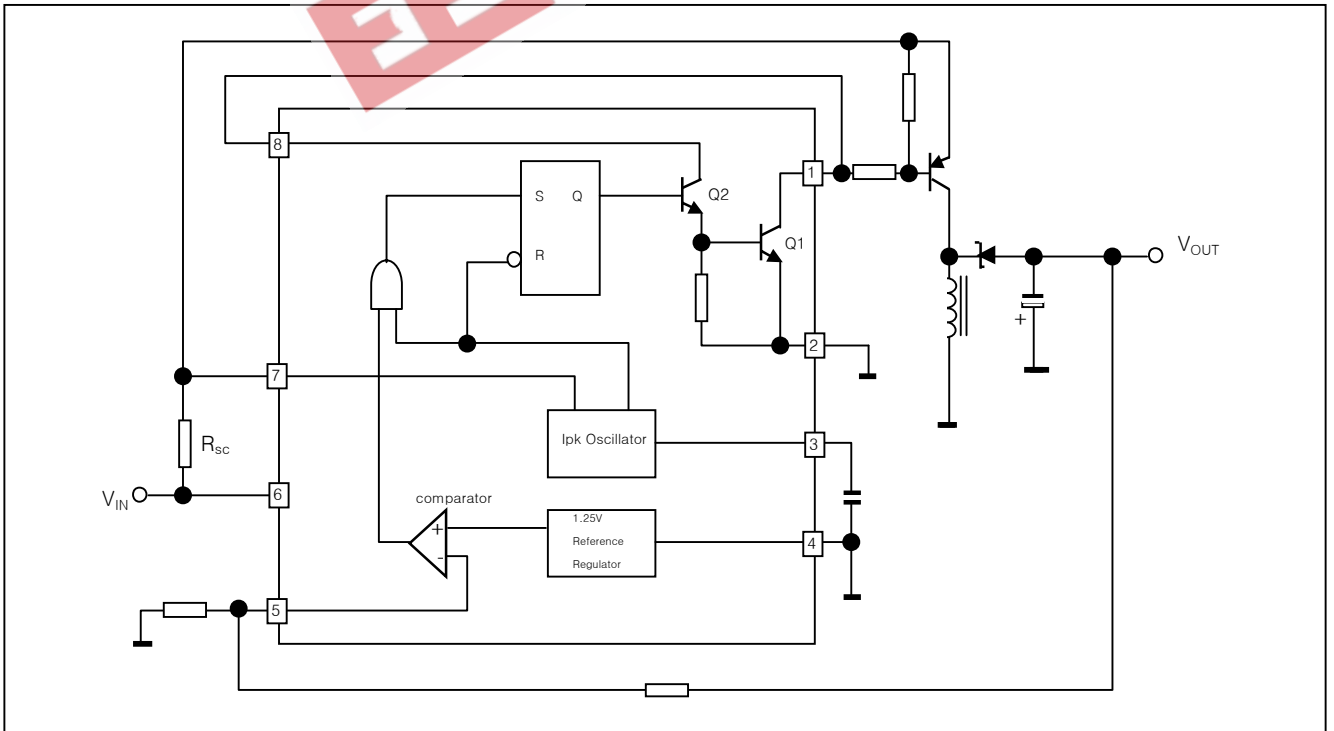 8
1
S Q
Q2
R
Q1
2
7
Ipk Oscillator
3
Rsc
VIN
6
comparator
+
-
1.25V
Reference
Regulator
4
5
VOUT
+